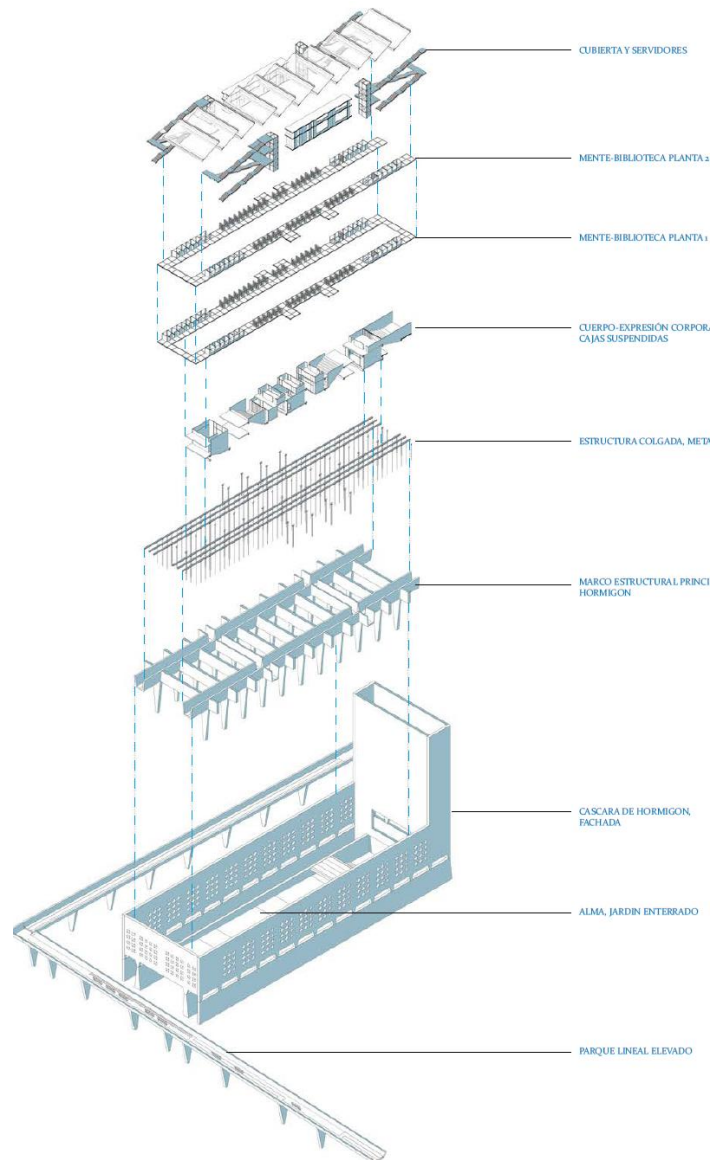 CUBIERTA Y SERVIDORES
MENTE-BIBLIOTECA PLANTA 2
MENTE-BIBLIOTECA PLANTA 1
CUERPO-EXPRESIÓN CORPORA
CAJAS SUSPENDIDAS
ESTRUCTURA COLGADA, META
MARCO ESTRUCTURAL PRINCI
HORMIGON
CASCARA DE HORMIGON,
FACHADA
ALMA, JARDIN ENTERRADO
PARQUE LINEAL ELEVADO